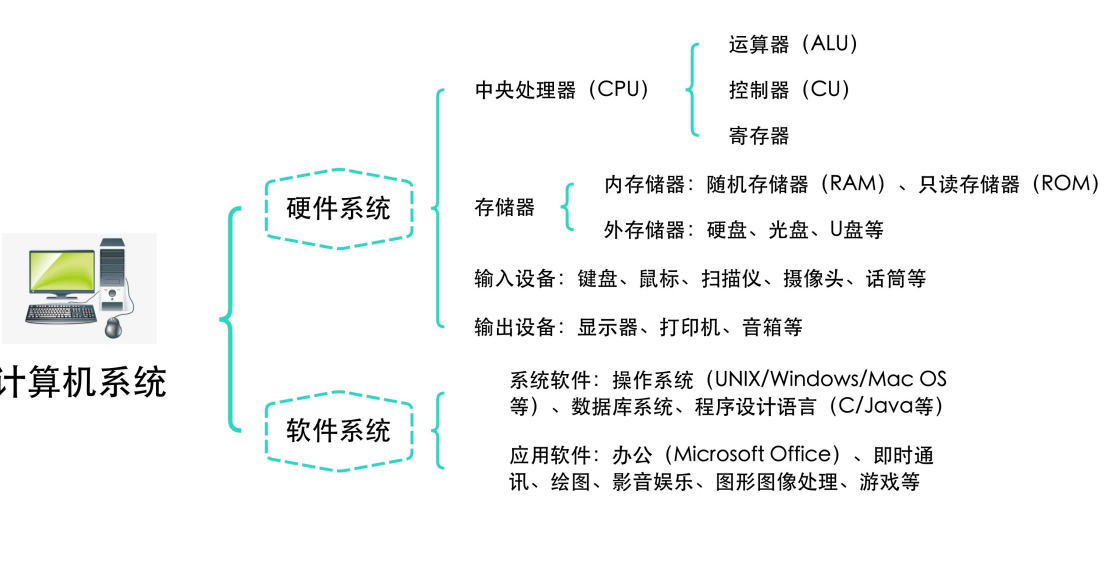 运算器（ALU）
中央处理器（CPU）
控制器（CU）
寄存器
硬件系统
存储器
内存储器：随机存储器（RAM）、只读存储器（ROM）
外存储器：硬盘、光盘、U盘等
输入设备：键盘、鼠标、扫描仪、摄像头、话筒等
输出设备：显示器、打印机、音箱等
计算机系统
软件系统
系统软件：操作系统（UNIX/Windows/Mac OS
等）、数据库系统、程序设计语言（C/Java等）
应用软件：办公（Microsoft Office）、即时通
讯、绘图、影音娱乐、图形图像处理、游戏等